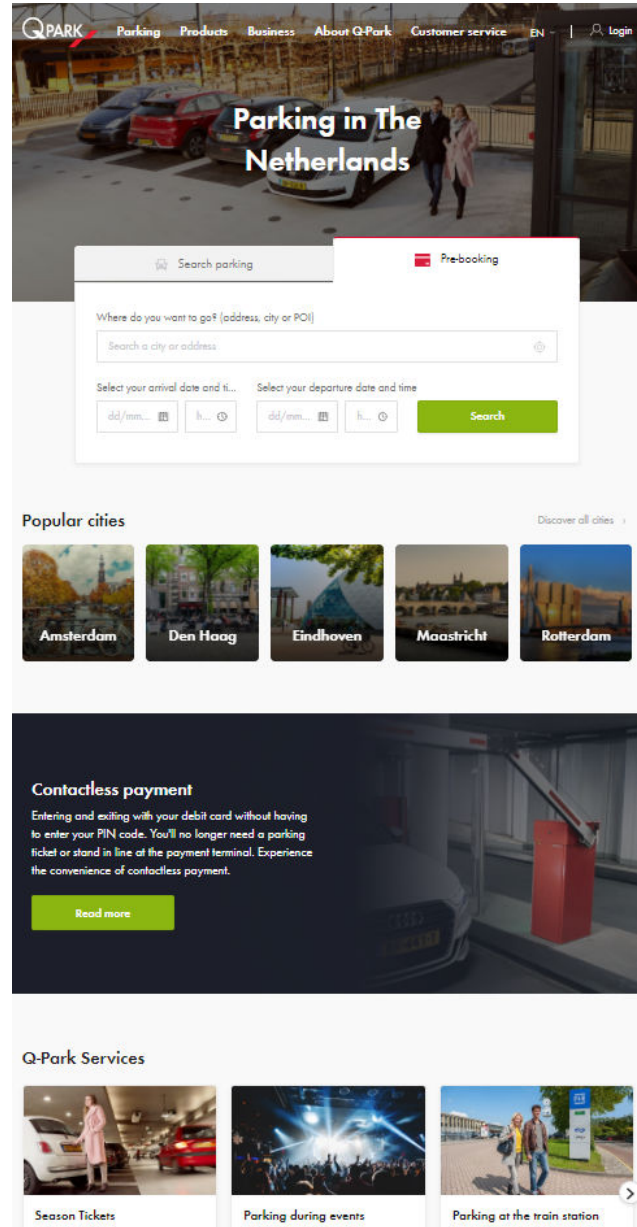 QPARK
Parking Products Business About Q-Park Customer service EN | Login
Parking in The
Netherlands
Search parking
Pre-booking
Where do you want to go? (address, city or POI)
Search a city or address
Select your arrival date and ti... Select your departure date and time
dd/mm... h... dd/mm... h... Search
Popular cities
Discover all cities ›
Amsterdam Den Haag Eindhoven Maastricht Rotterdam
Contactless payment
Entering and exiting with your debit card without having
to enter your PIN code. You'll no longer need a parking
ticket or stand in line at the payment terminal. Experience
the convenience of contactless payment.
Read more
Q-Park Services
Season Tickets Parking during events Parking at the train station